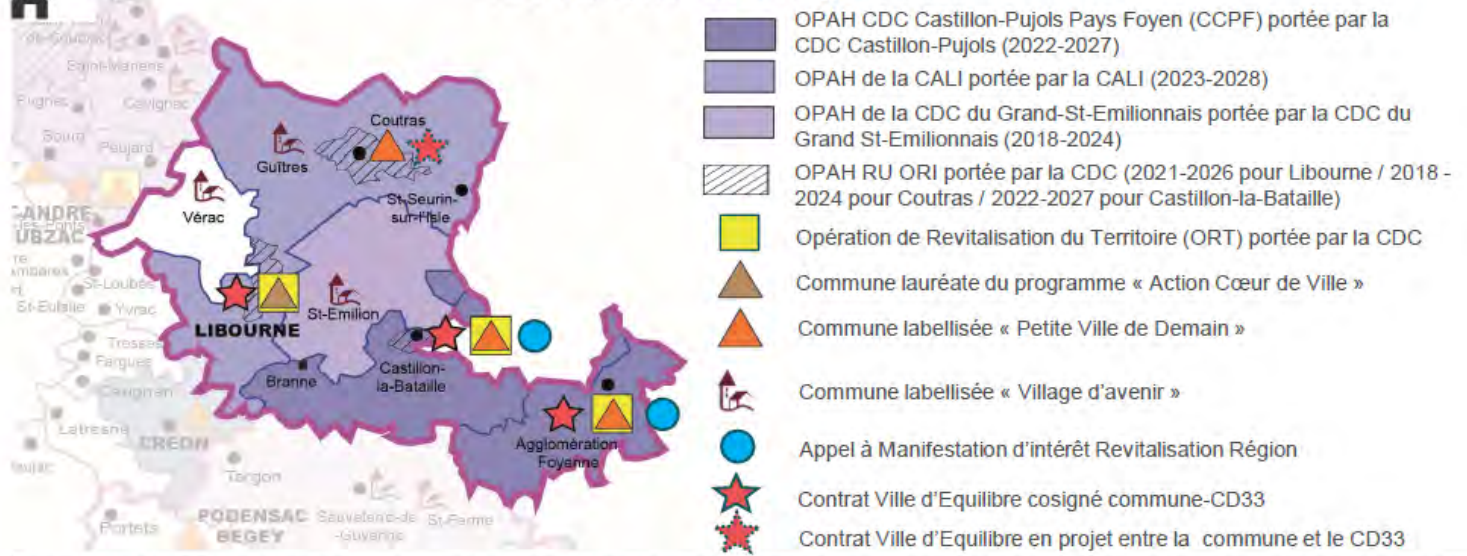 OPAH CDC Castillon-Pujols Pays Foyen (CCPF) portée par la
CDC Castillon-Pujols (2022-2027)
OPAH de la CALI portée par la CALI (2023-2028)
OPAH de la CDC du Grand-St-Emilionnais portée par la CDC du
Grand St-Emilionnais (2018-2024)
OPAH RU ORI portée par la CDC (2021-2026 pour Libourne / 2018 -
2024 pour Coutras / 2022-2027 pour Castillon-la-Bataille)
Opération de Revitalisation du Territoire (ORT) portée par la CDC
Commune lauréate du programme « Action Cœur de Ville »
Commune labellisée « Petite Ville de Demain »
Commune labellisée « Village d'avenir »
Appel à Manifestation d'intérêt Revitalisation Région
Contrat Ville d'Equilibre cosigné commune-CD33
Contrat Ville d'Equilibre en projet entre la commune et le CD33
Saint-Mariens
Pugnac
Cavignac
Peujard
Coutras
Guîtres
St-Seurin-
sur-l'Isle
Vérac
ANDRE
UBZAC
St-Loubès
St-Eulalie
Yvrac
LIBOURNE
St-Emilion
Tresses
Fargues
Branne
Castillon-
la-Bataille
Latresne
CREON
Agglomération
Foyenne
Targon
Portets
PODENSAC
BEGEY
Sauveterre-de
-Guyenne
St-Ferme